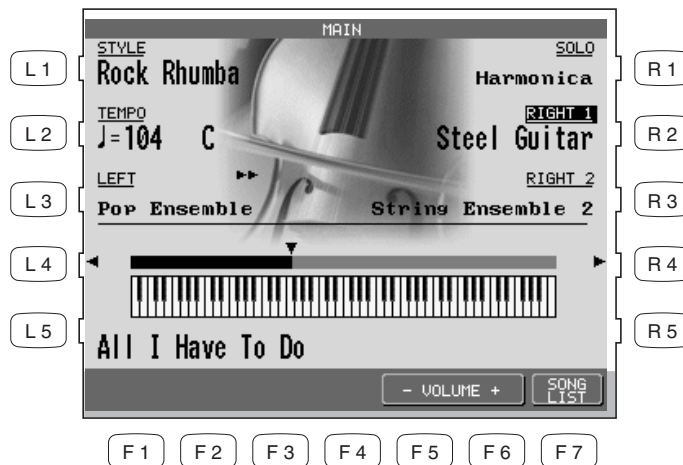 MAIN
STYLE SOLO
L 1 Rock Rhumba Harmonica R 1
TEMPO RIGHT 1
L 2 ♩=104 C Steel Guitar R 2
LEFT RIGHT 2
L 3 Pop Ensemble String Ensemble 2 R 3
L 4 R 4
L 5 All I Have To Do R 5
- VOLUME + SONG LIST
F 1 F 2 F 3 F 4 F 5 F 6 F 7